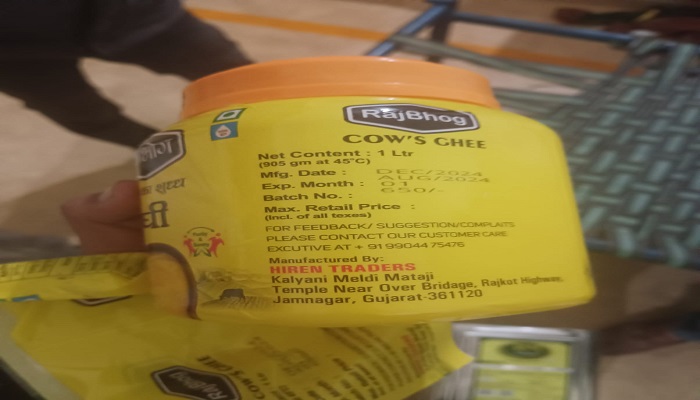 RajBhog
COW'S GHEE
Net Content : 1 Ltr
(905 gm at 45°C)
Mfg. Date : DEC/2024
Exp. Month : AUG/2024
Batch No. : 01
Max. Retail Price : 650/-
(Incl. of all texes)
FOR FEEDBACK/ SUGGESTION/COMPLAITS
PLEASE CONTACT OUR CUSTOMER CARE
EXCUTIVE AT + 91 99044 75476
Manufactured By:
HIREN TRADERS
Kalyani Meldi Mataji
Temple Near Over Bridage, Rajkot Highway,
Jamnagar, Gujarat-361120
शुध्ध
घी
RajBhog
COW'S GHEE